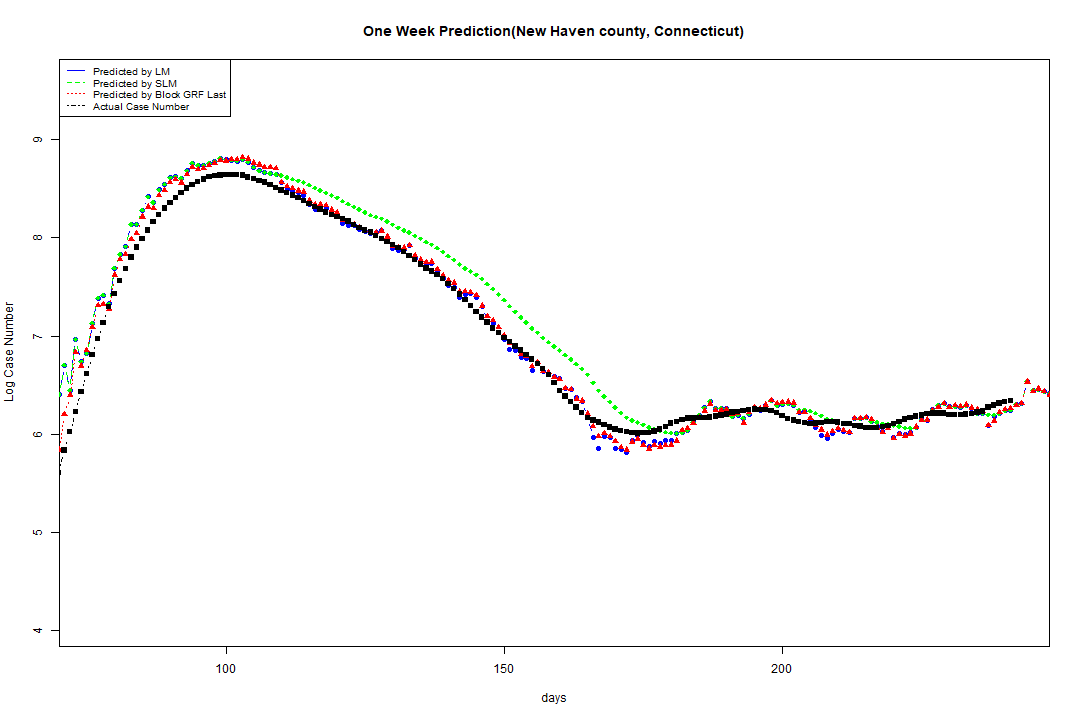 One Week Prediction(New Haven county, Connecticut)
Predicted by LM
Predicted by SLM
Predicted by Block GRF Last
Actual Case Number
9
8
7
6
5
4
Log Case Number
100
150
200
days